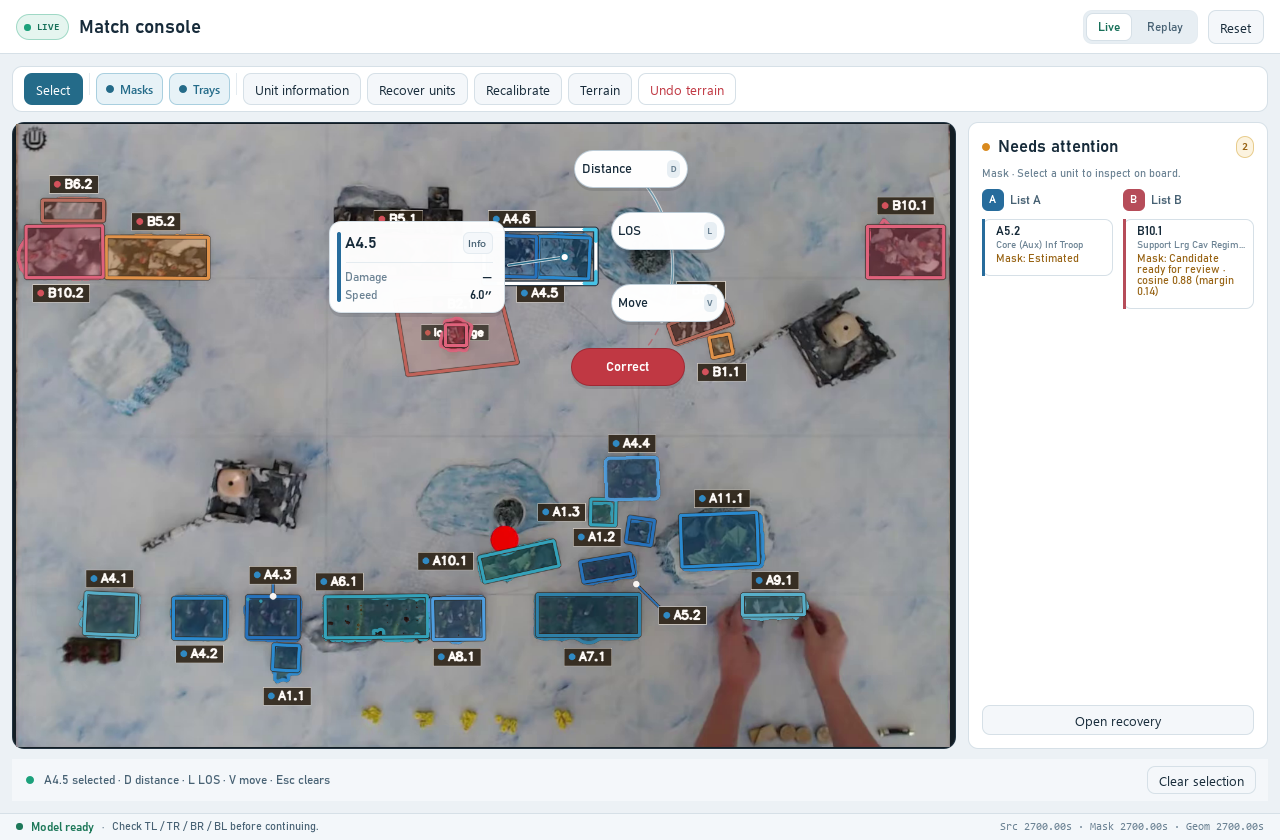 LIVE
Match console
Live
Replay
Reset
Select
Masks
Trays
Unit information
Recover units
Recalibrate
Terrain
Undo terrain
B6.2
B5.2
B10.2
B5.1
A4.6
B10.1
A4.5
Info
Damage
—
Speed
6.0″
A4.5
Distance
D
LOS
L
Move
V
Correct
B1.1
A4.4
A1.3
A11.1
A1.2
A10.1
A4.1
A4.3
A6.1
A9.1
A5.2
A4.2
A8.1
A7.1
A1.1
Needs attention
2
Mask · Select a unit to inspect on board.
A
List A
B
List B
A5.2
Core (Aux) Inf Troop
Mask: Estimated
B10.1
Support Lrg Cav Regim…
Mask: Candidate
ready for review ·
cosine 0.88 (margin
0.14)
Open recovery
A4.5 selected · D distance · L LOS · V move · Esc clears
Clear selection
Model ready · Check TL / TR / BR / BL before continuing.
Src 2700.00s · Mask 2700.00s · Geom 2700.00s